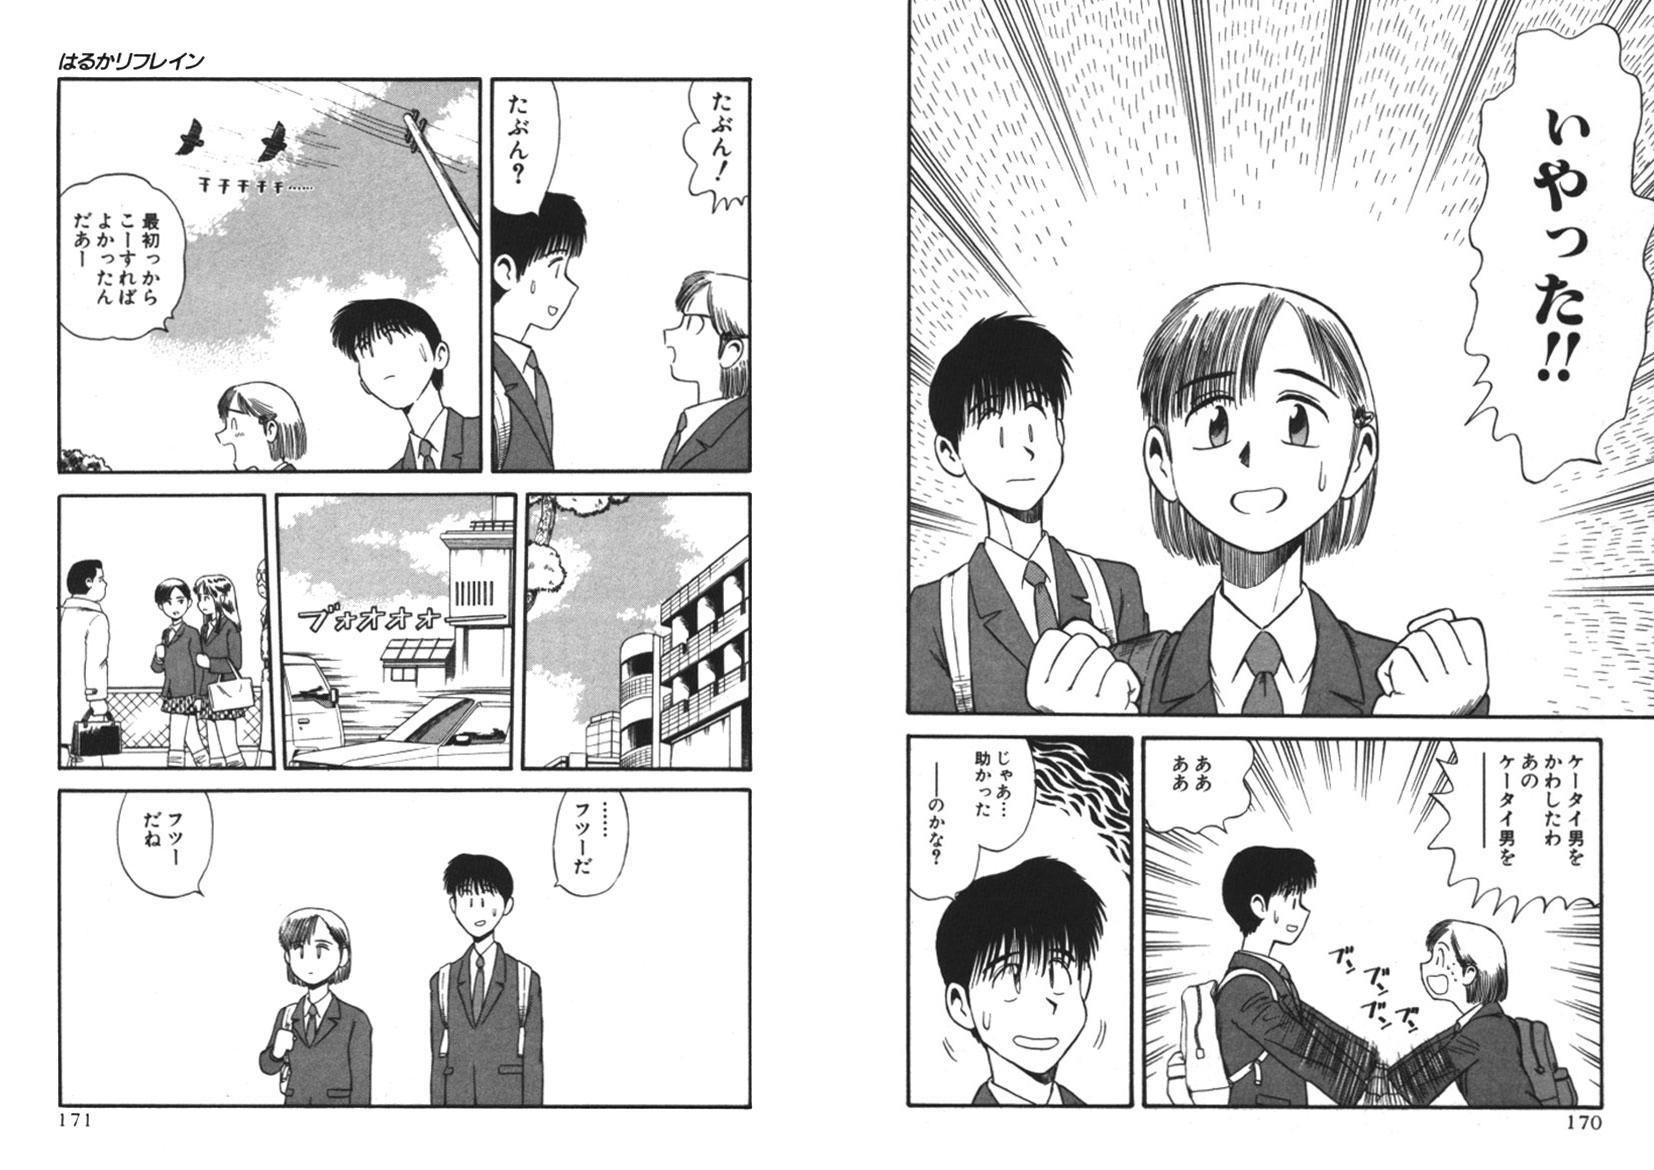 いやった!!
ケータイ男を
かわしたわ
あの
ケータイ男を
――
ああ
ああ
ブン
ブン
ブン
ブン
じゃあ…
助かった
――のかな?
170
はるかリフレイン
たぶん!
たぶん?
チチチチチ……
最初っから
こーすれば
よかったん
だあー
ブォオオォ
……
フツーだ
フツー
だね
171